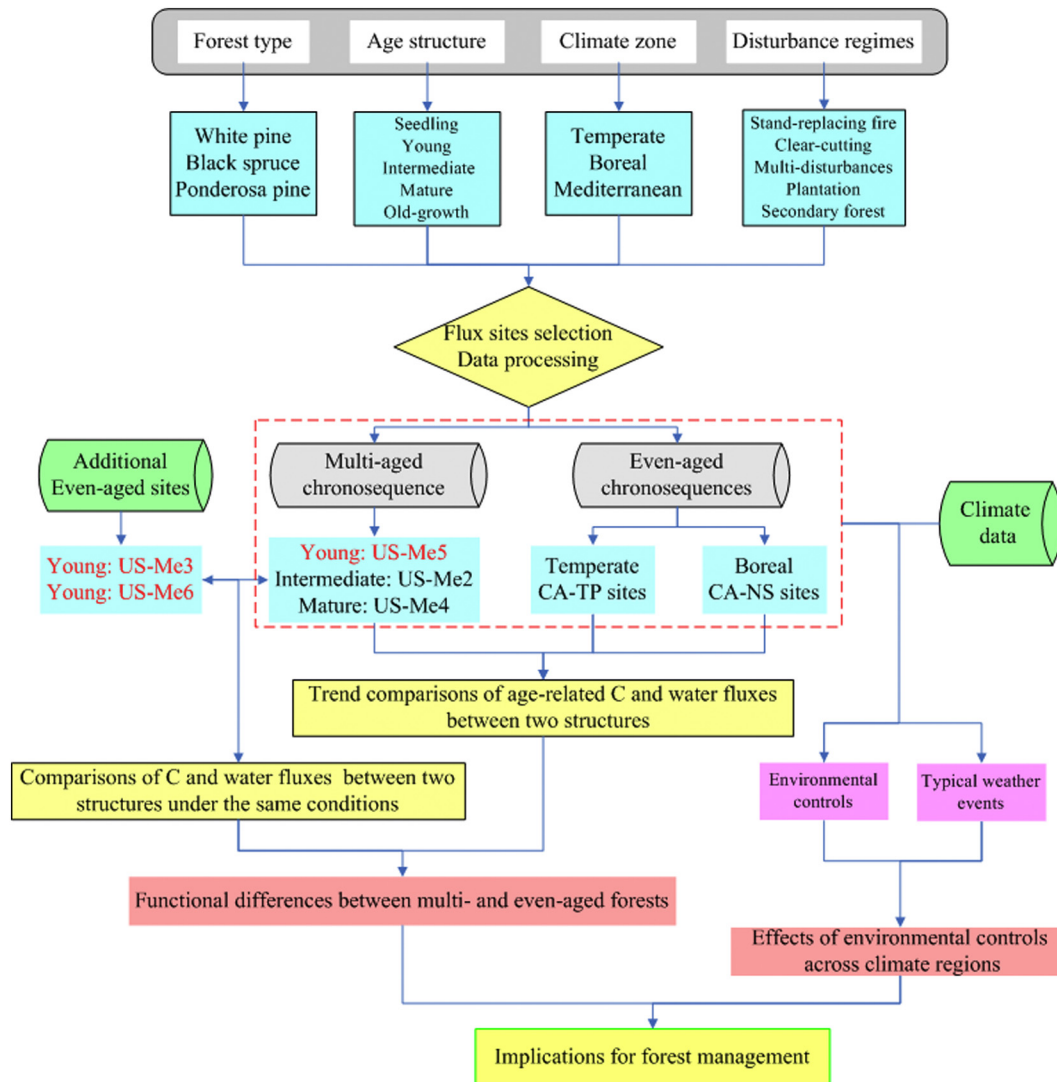 Forest type
Age structure
Climate zone
Disturbance regimes
White pine
Black spruce
Ponderosa pine
Seedling
Young
Intermediate
Mature
Old-growth
Temperate
Boreal
Mediterranean
Stand-replacing fire
Clear-cutting
Multi-disturbances
Plantation
Secondary forest
Flux sites selection
Data processing
Additional
Even-aged sites
Multi-aged
chronosequence
Even-aged
chronosequences
Climate
data
Young: US-Me3
Young: US-Me6
Young: US-Me5
Intermediate: US-Me2
Mature: US-Me4
Temperate
CA-TP sites
Boreal
CA-NS sites
Trend comparisons of age-related C and water fluxes
between two structures
Comparisons of C and water fluxes between two
structures under the same conditions
Environmental
controls
Typical weather
events
Functional differences between multi- and even-aged forests
Effects of environmental controls
across climate regions
Implications for forest management